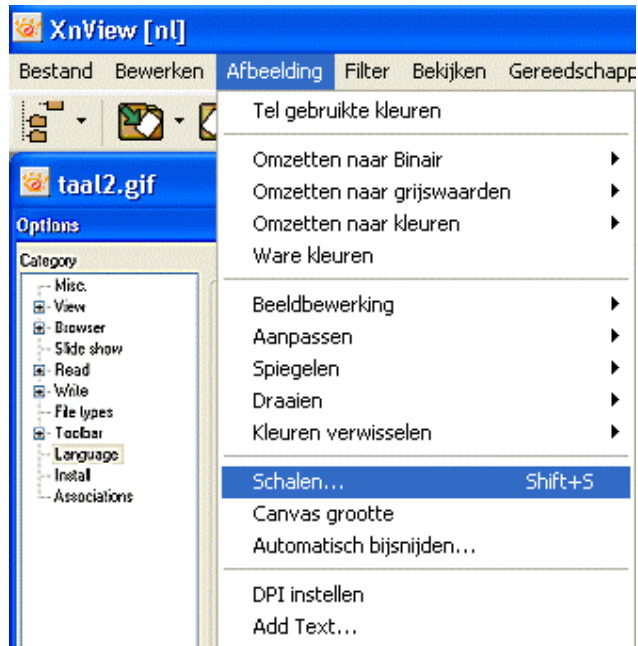 XnView [nl]
Bestand Bewerken Afbeelding Filter Bekijken Gereedschapp
taal2.gif
Options
Category
Misc.
View
Browser
Slide show
Read
Write
File types
Toolbar
Language
Install
Associations
Tel gebruikte kleuren
Omzetten naar Binair
Omzetten naar grijswaarden
Omzetten naar kleuren
Ware kleuren
Beeldbewerking
Aanpassen
Spiegelen
Draaien
Kleuren verwisselen
Schalen... Shift+S
Canvas grootte
Automatisch bijsnijden...
DPI instellen
Add Text...